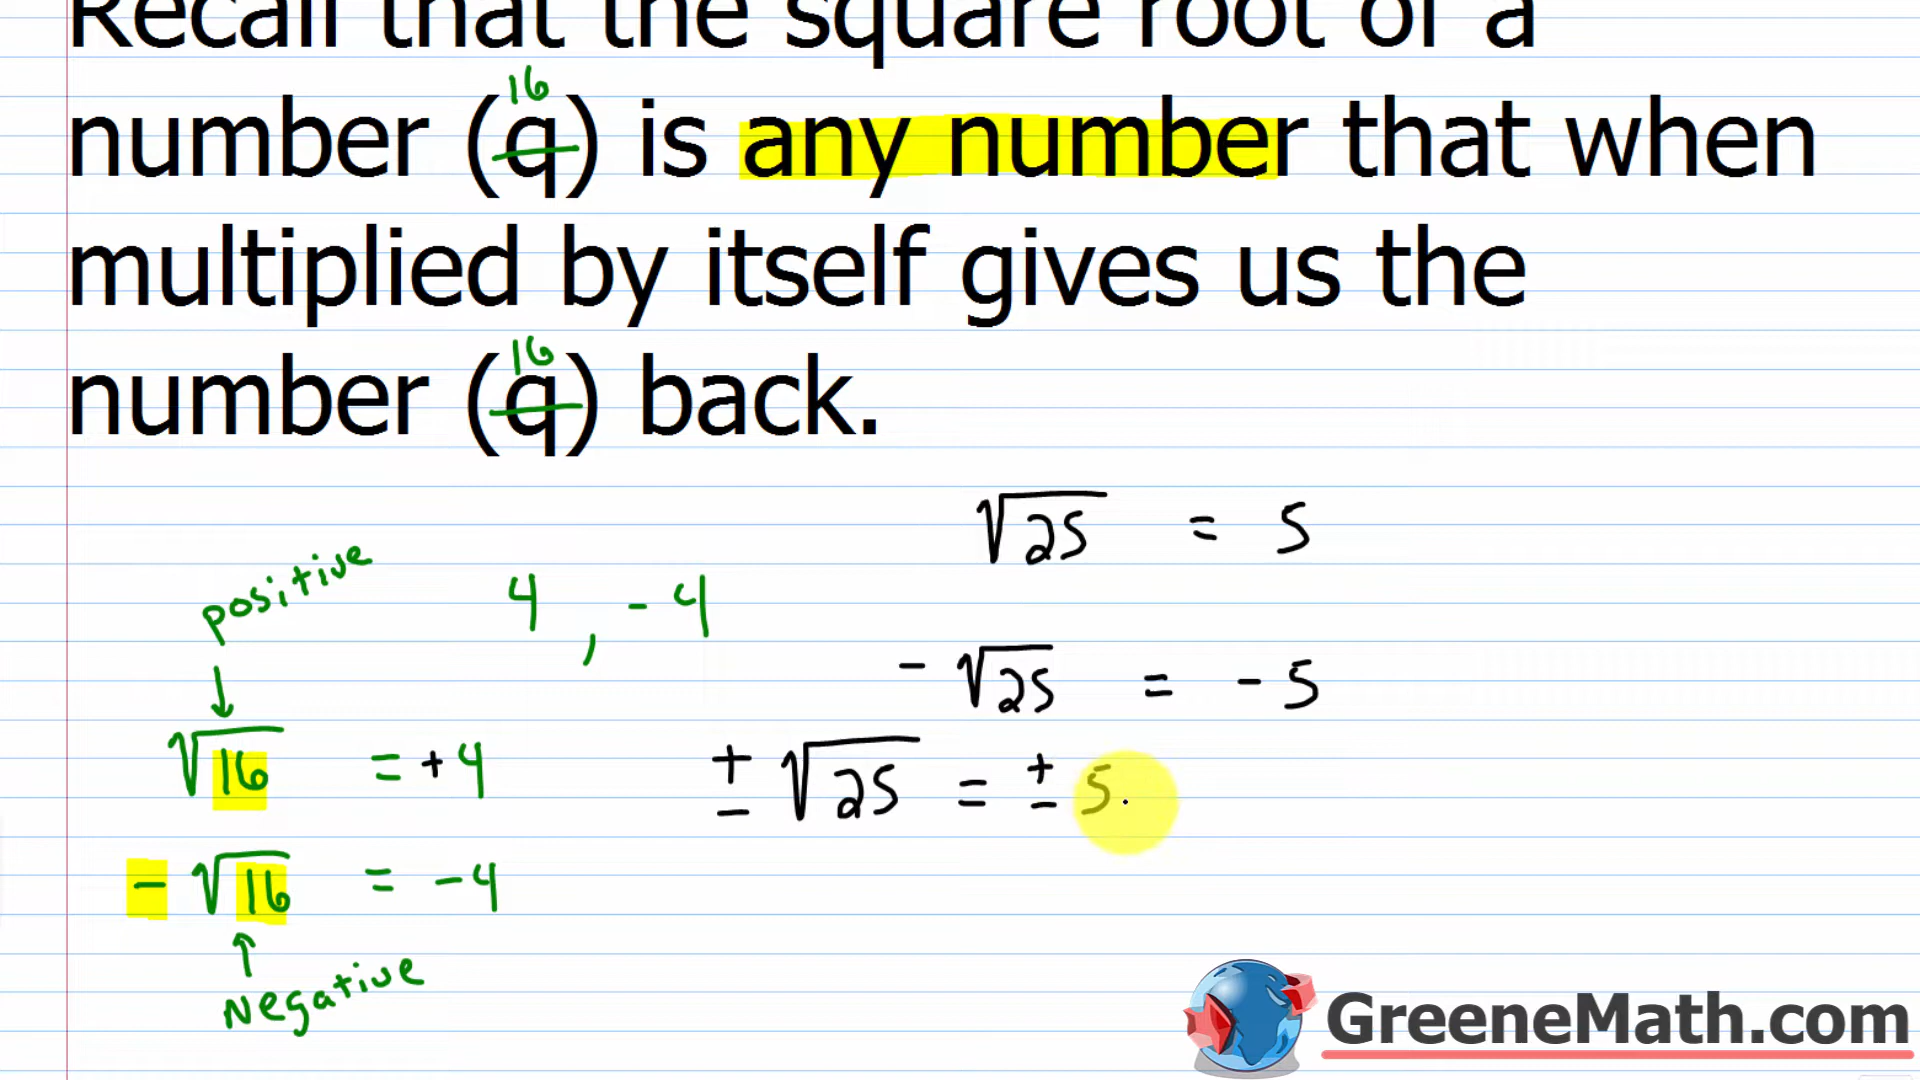 Recall that the square root of a
16
number (q) is any number that when
multiplied by itself gives us the
16
number (q) back.
√25 = 5
positive
4 , -4
-√25 = -5
√16 = +4
±√25 = ±5
-√16 = -4
Negative
GreeneMath.com